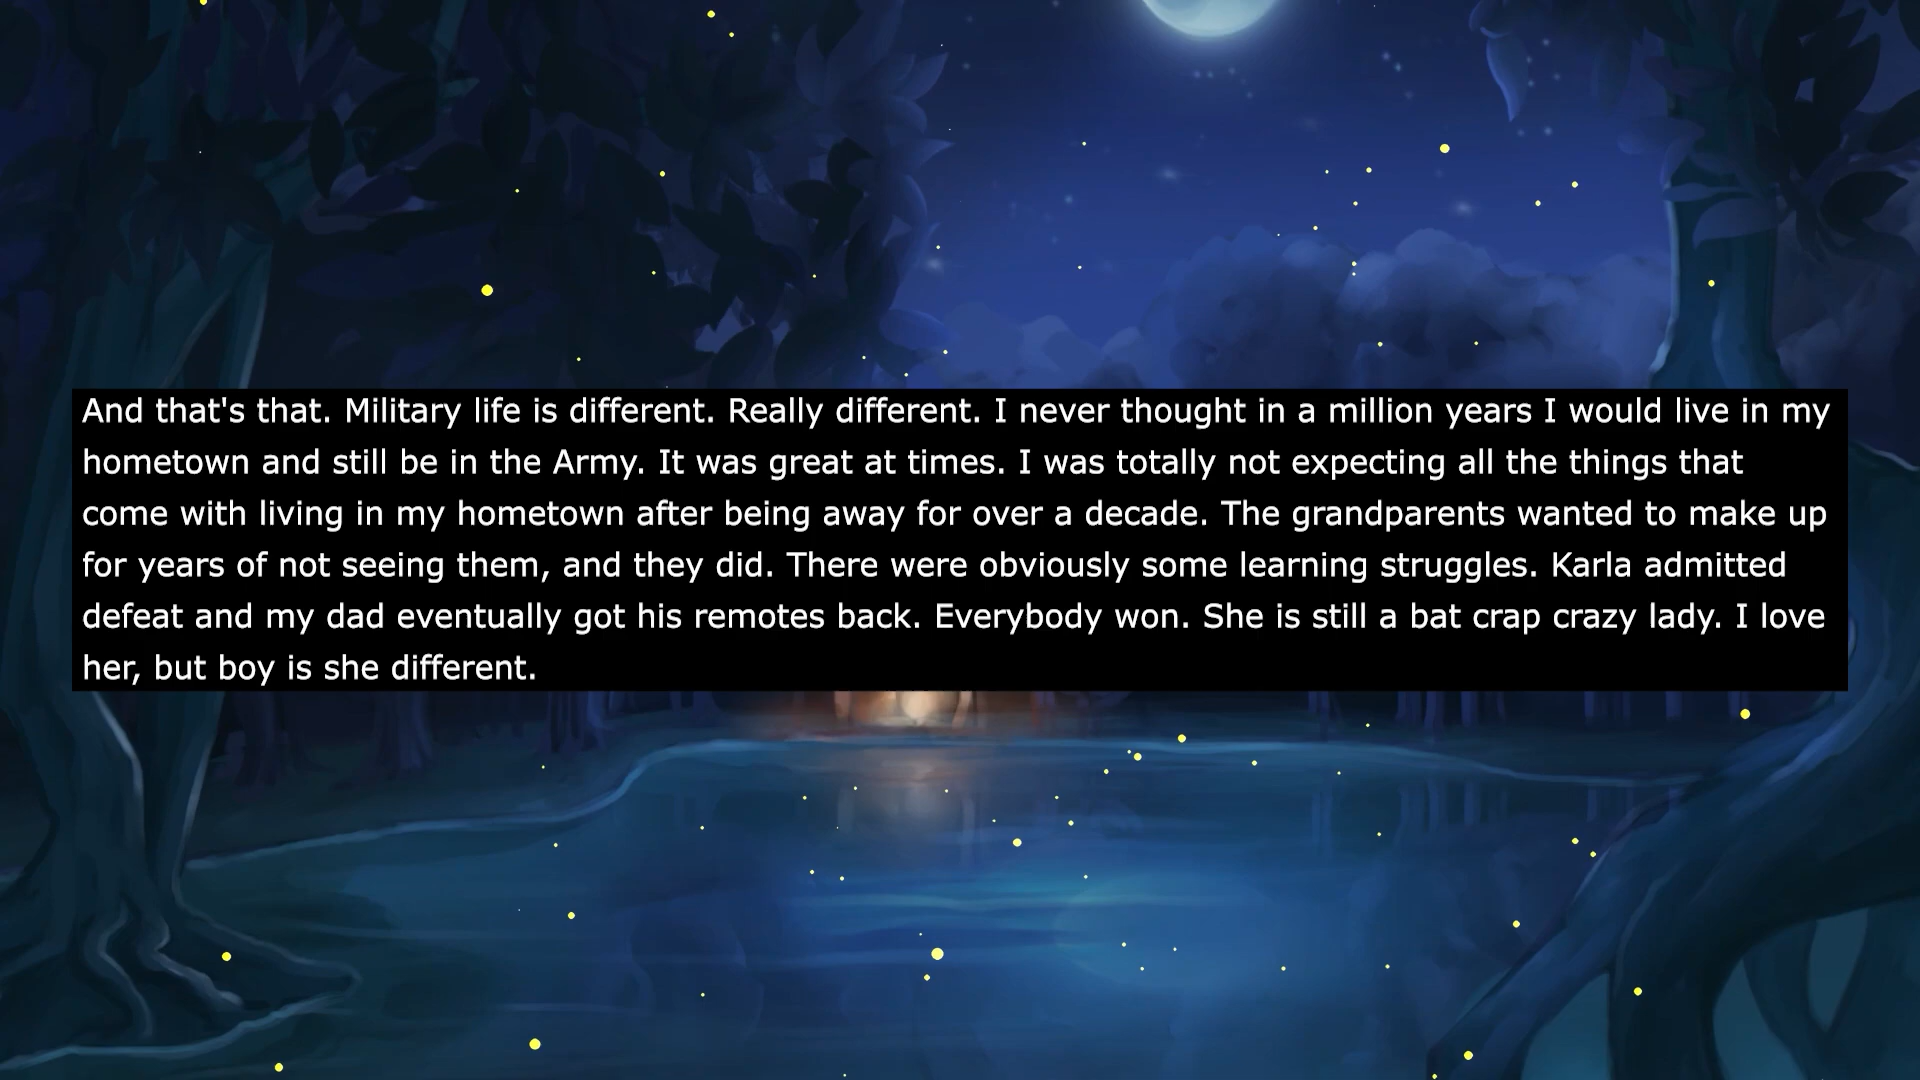 And that's that. Military life is different. Really different. I never thought in a million years I would live in my
hometown and still be in the Army. It was great at times. I was totally not expecting all the things that
come with living in my hometown after being away for over a decade. The grandparents wanted to make up
for years of not seeing them, and they did. There were obviously some learning struggles. Karla admitted
defeat and my dad eventually got his remotes back. Everybody won. She is still a bat crap crazy lady. I love
her, but boy is she different.